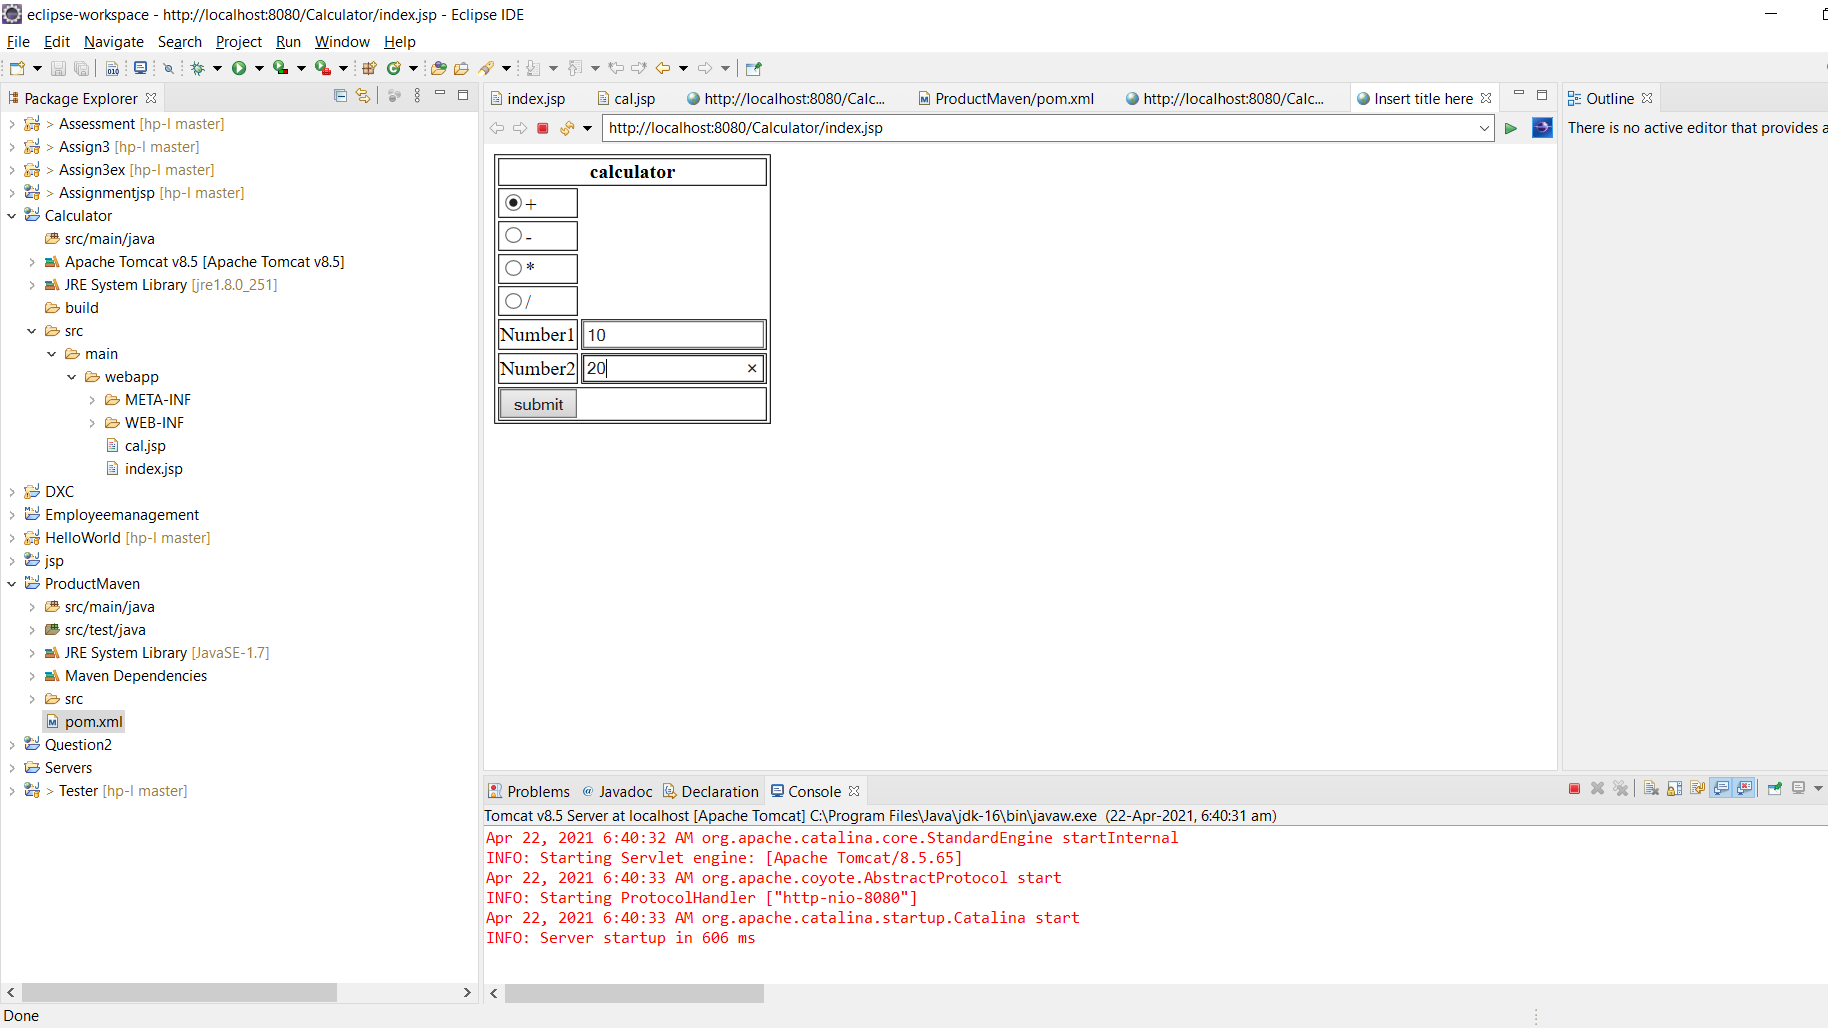 eclipse-workspace - http://localhost:8080/Calculator/index.jsp - Eclipse IDE
File Edit Navigate Search Project Run Window Help
Package Explorer
> Assessment [hp-l master]
> Assign3 [hp-l master]
> Assign3ex [hp-l master]
> Assignmentjsp [hp-l master]
Calculator
src/main/java
Apache Tomcat v8.5 [Apache Tomcat v8.5]
JRE System Library [jre1.8.0_251]
build
src
main
webapp
META-INF
WEB-INF
cal.jsp
index.jsp
DXC
Employeemanagement
HelloWorld [hp-l master]
jsp
ProductMaven
src/main/java
src/test/java
JRE System Library [JavaSE-1.7]
Maven Dependencies
src
pom.xml
Question2
Servers
> Tester [hp-l master]
index.jsp cal.jsp http://localhost:8080/Calc... ProductMaven/pom.xml http://localhost:8080/Calc... Insert title here
http://localhost:8080/Calculator/index.jsp
calculator
+
-
*
/
Number1 10
Number2 20
submit
Outline
There is no active editor that provides a
Problems @ Javadoc Declaration Console
Tomcat v8.5 Server at localhost [Apache Tomcat] C:\Program Files\Java\jdk-16\bin\javaw.exe (22-Apr-2021, 6:40:31 am)
Apr 22, 2021 6:40:32 AM org.apache.catalina.core.StandardEngine startInternal
INFO: Starting Servlet engine: [Apache Tomcat/8.5.65]
Apr 22, 2021 6:40:33 AM org.apache.coyote.AbstractProtocol start
INFO: Starting ProtocolHandler ["http-nio-8080"]
Apr 22, 2021 6:40:33 AM org.apache.catalina.startup.Catalina start
INFO: Server startup in 606 ms
Done